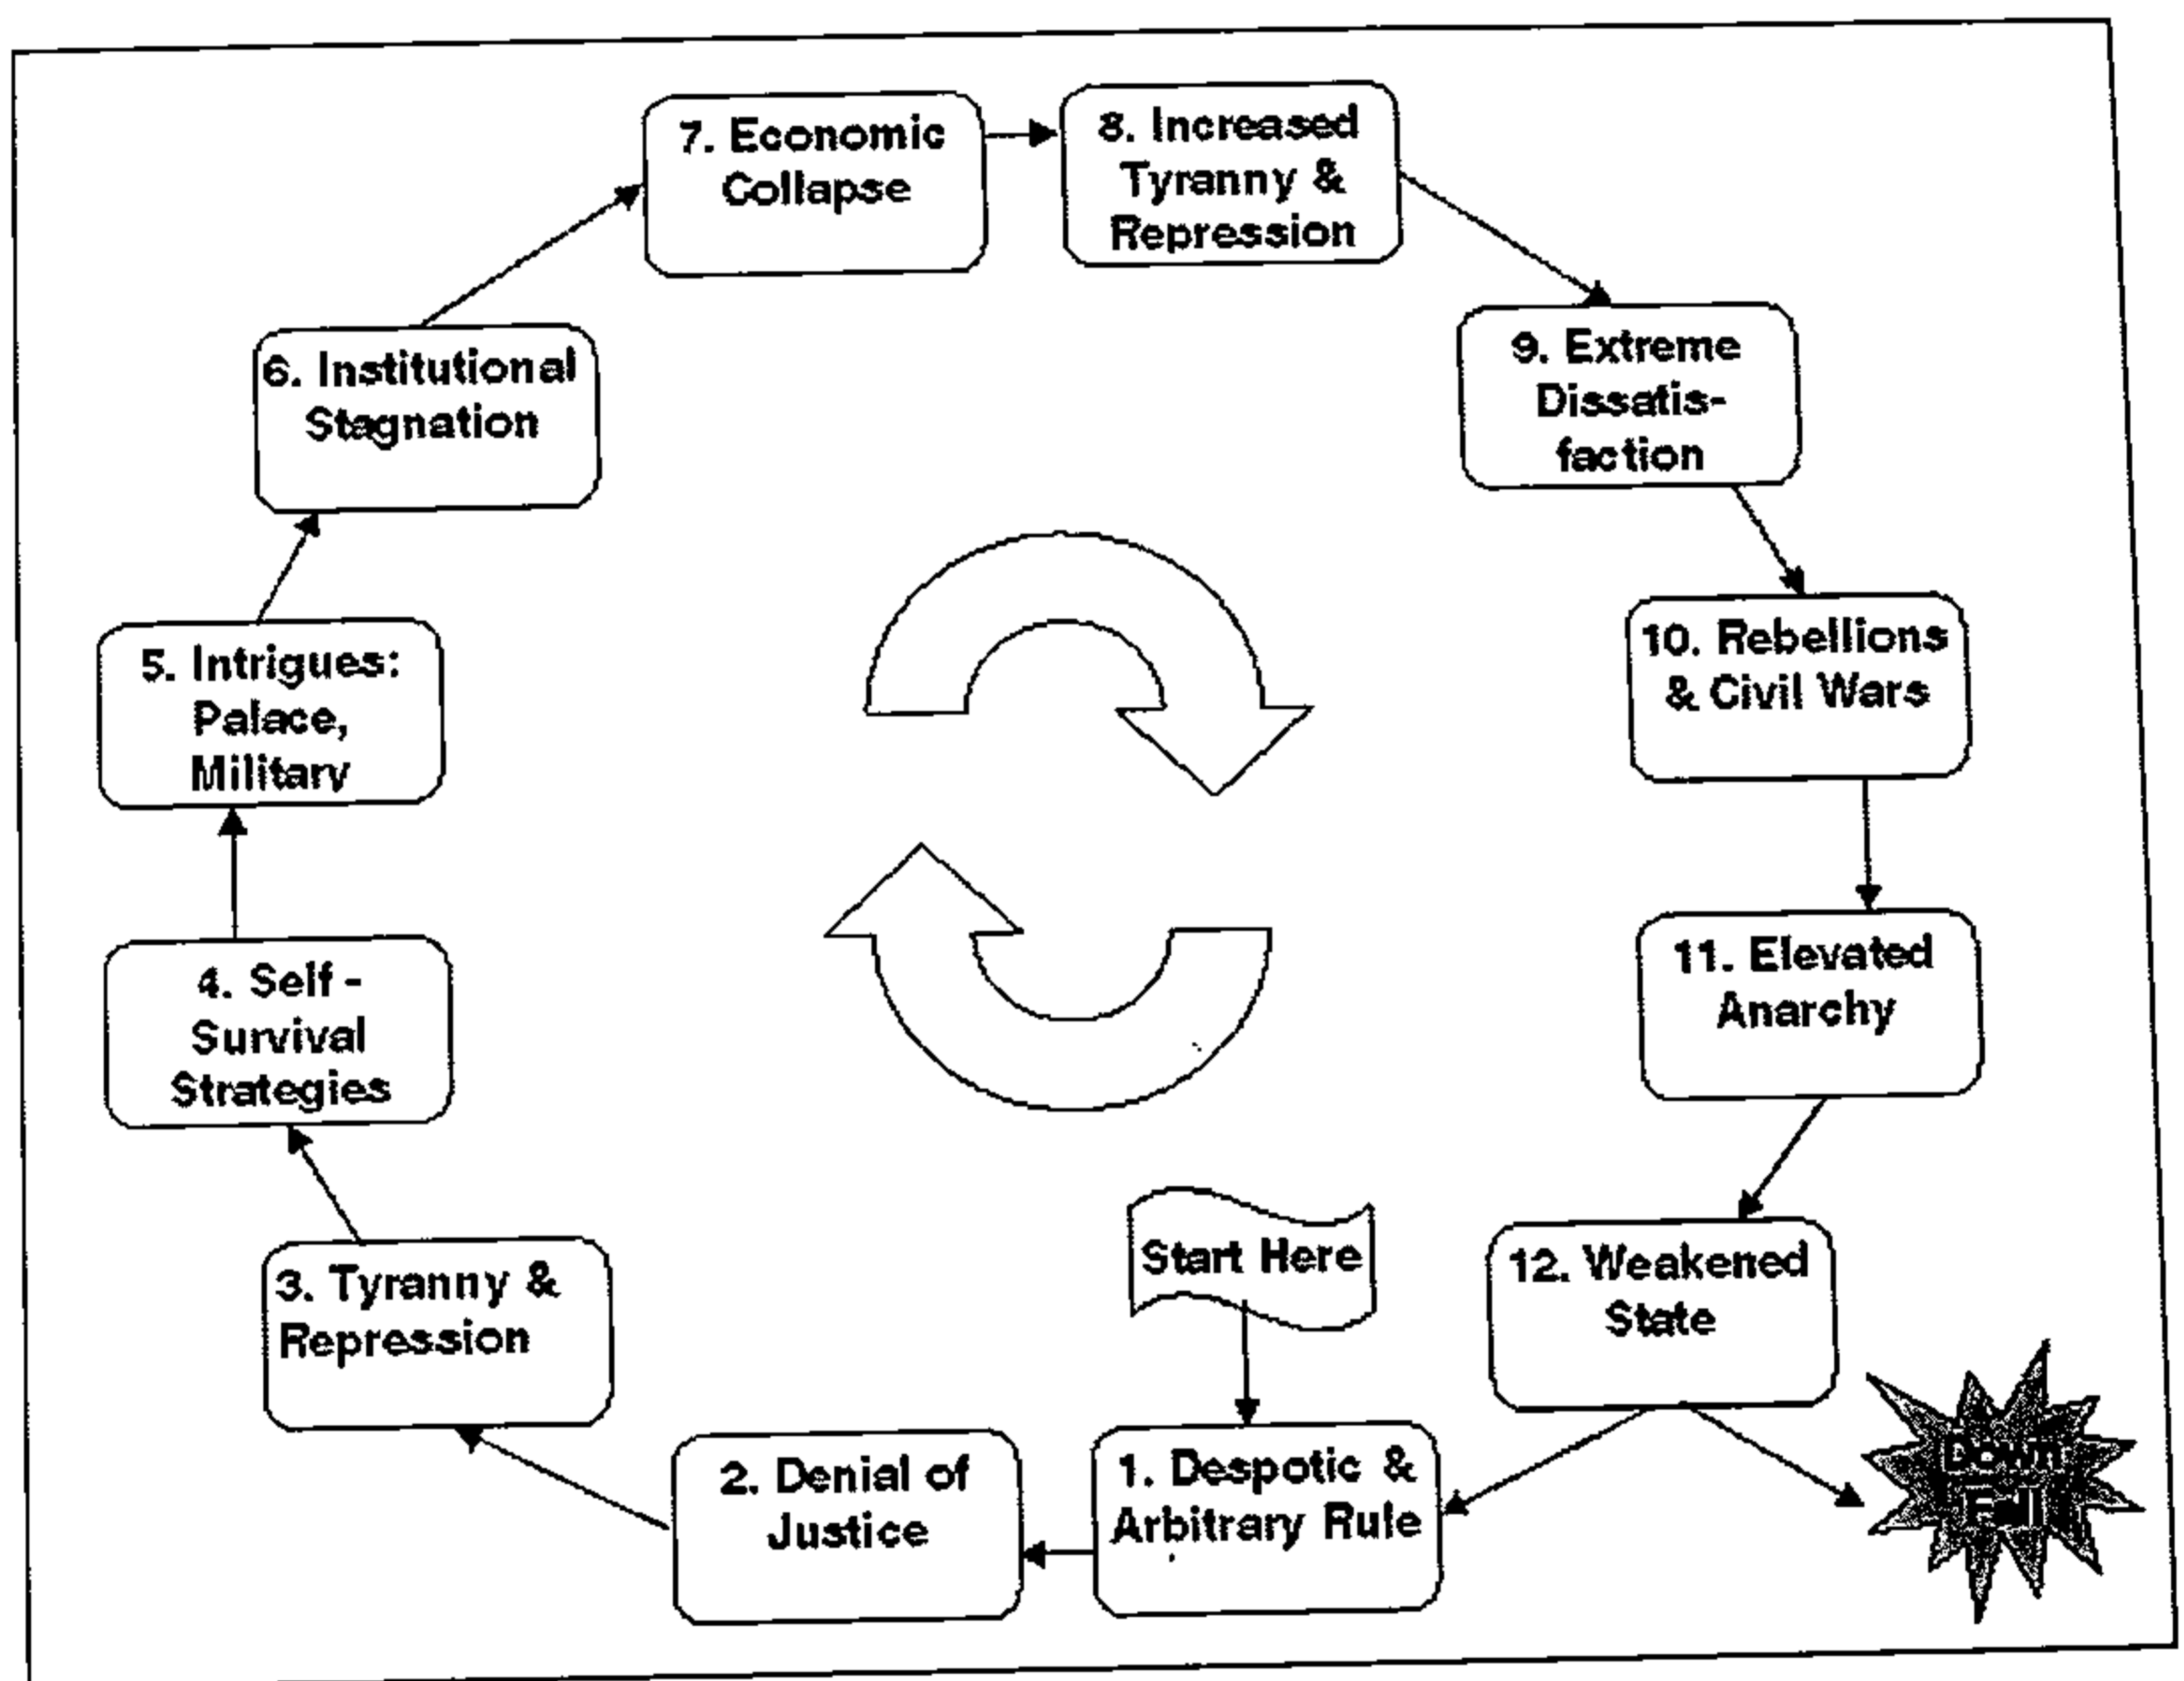 7. Economic
Collapse
8. Increased
Tyranny &
Repression
6. Institutional
Stagnation
9. Extreme
Dissatis-
faction
5. Intrigues:
Palace,
Military
10. Rebellions
& Civil Wars
4. Self -
Survival
Strategies
11. Elevated
Anarchy
3. Tyranny &
Repression
Start Here
12. Weakened
State
2. Denial of
Justice
1. Despotic &
Arbitrary Rule
Down
Fall